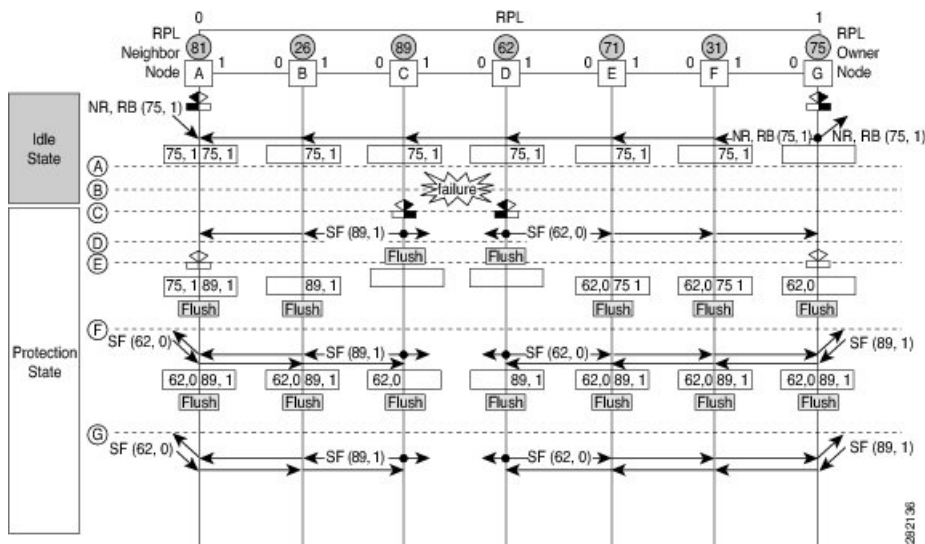 0 RPL 1
RPL Neighbor Node
81 26 89 62 71 31 75
RPL Owner Node
0 A 1 0 B 1 0 C 1 0 D 1 0 E 1 0 F 1 0 G 1
Idle State
NR, RB (75, 1)
NR, RB (75, 1)
NR, RB (75, 1)
75, 1 75, 1 75, 1 75, 1 75, 1 75, 1 75, 1
A
B
failure
C
Protection State
SF (89, 1) SF (62, 0)
D
Flush Flush
E
75, 1 89, 1 89, 1 62,0 75 1 62,0 75 1 62,0
Flush Flush Flush Flush Flush
F
SF (62, 0) SF (89, 1) SF (62, 0) SF (89, 1)
62,0 89, 1 62,0 89, 1 62,0 89, 1 62,0 89, 1 62,0 89, 1 62,0 89, 1
Flush Flush Flush Flush Flush
G
SF (62, 0) SF (89, 1) SF (62, 0) SF (89, 1)
282136